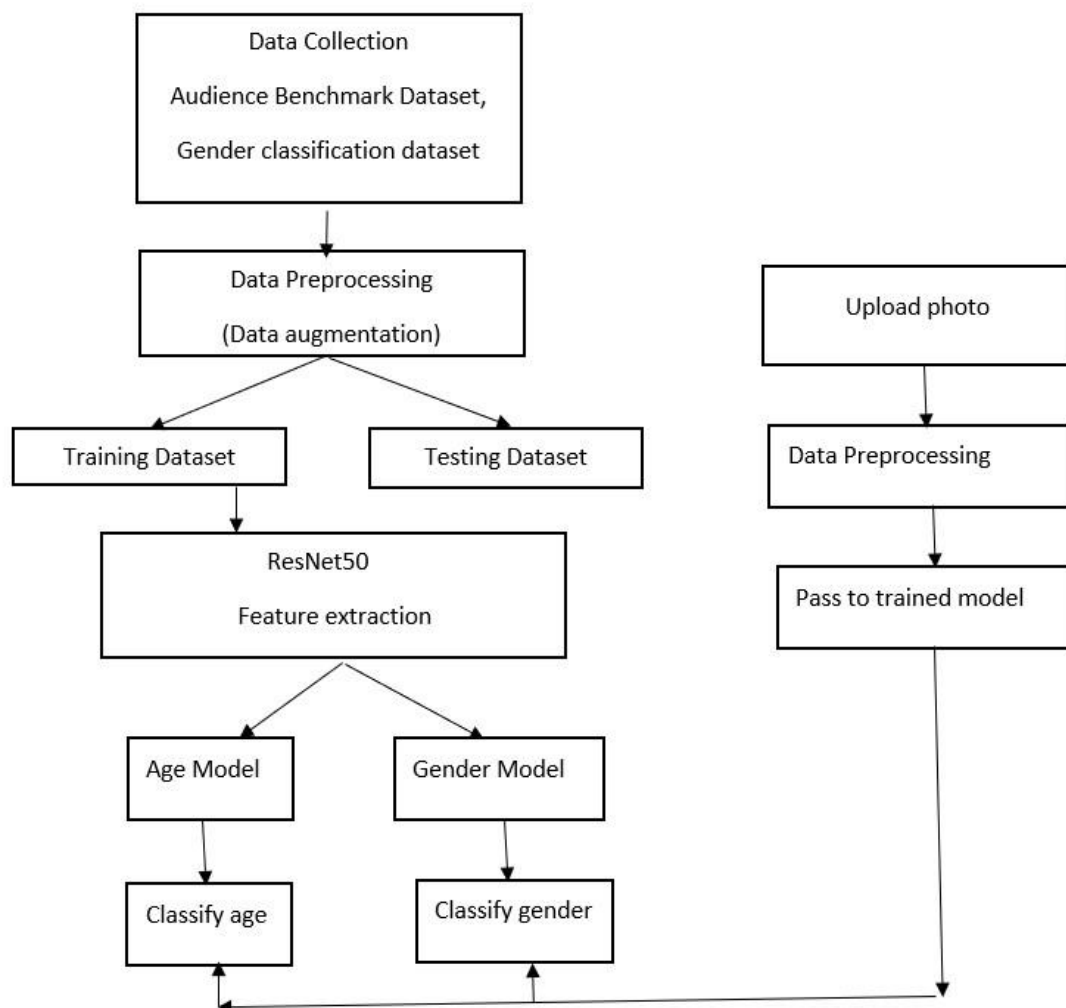 Data Collection
Audience Benchmark Dataset,
Gender classification dataset
Data Preprocessing
(Data augmentation)
Training Dataset
Testing Dataset
ResNet50
Feature extraction
Age Model
Gender Model
Classify age
Classify gender
Upload photo
Data Preprocessing
Pass to trained model